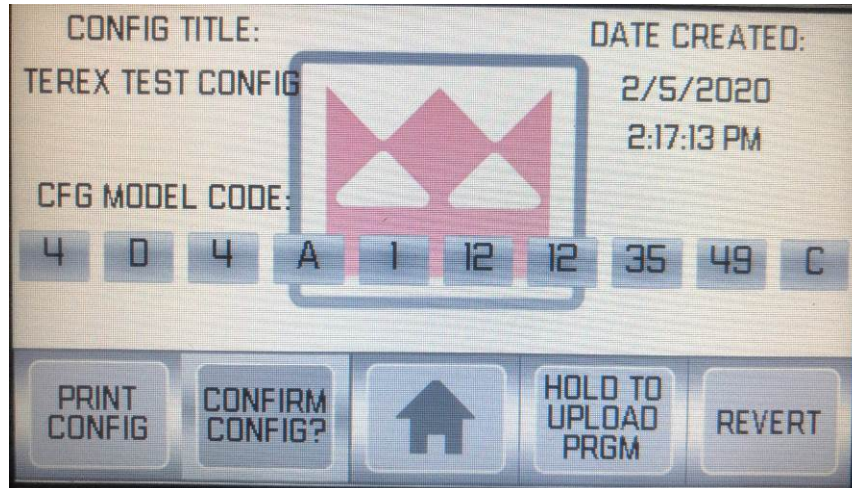 CONFIG TITLE:
DATE CREATED:
TEREX TEST CONFIG
2/5/2020
2:17:13 PM
CFG MODEL CODE:
4 D 4 A 1 12 12 35 49 C
PRINT
CONFIG
CONFIRM
CONFIG?
HOLD TO
UPLOAD
PRGM
REVERT